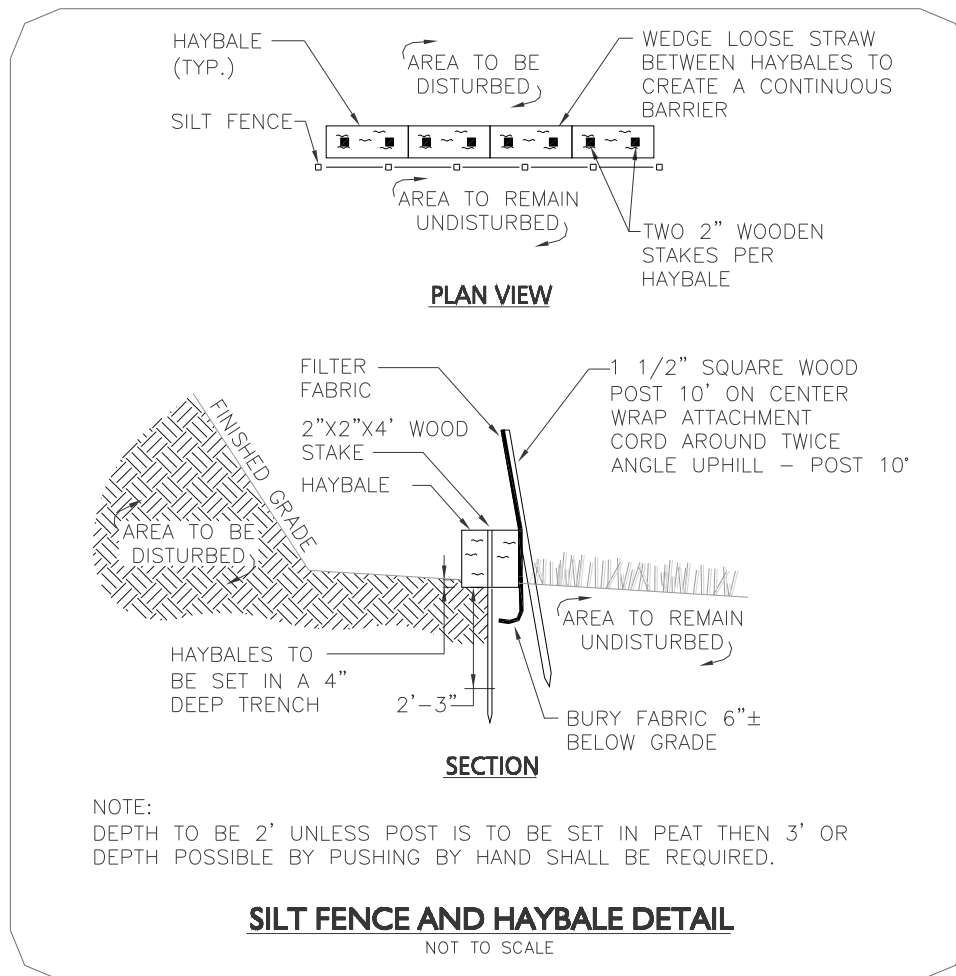 HAYBALE
(TYP.)
SILT FENCE
AREA TO BE
DISTURBED
WEDGE LOOSE STRAW
BETWEEN HAYBALES TO
CREATE A CONTINUOUS
BARRIER
AREA TO REMAIN
UNDISTURBED
TWO 2" WOODEN
STAKES PER
HAYBALE
PLAN VIEW
FILTER
FABRIC
2"X2"X4' WOOD
STAKE
HAYBALE
1 1/2" SQUARE WOOD
POST 10' ON CENTER
WRAP ATTACHMENT
CORD AROUND TWICE
ANGLE UPHILL – POST 10°
FINISHED GRADE
AREA TO BE
DISTURBED
AREA TO REMAIN
UNDISTURBED
HAYBALES TO
BE SET IN A 4"
DEEP TRENCH
2'-3"
BURY FABRIC 6"±
BELOW GRADE
SECTION
NOTE:
DEPTH TO BE 2' UNLESS POST IS TO BE SET IN PEAT THEN 3' OR
DEPTH POSSIBLE BY PUSHING BY HAND SHALL BE REQUIRED.
SILT FENCE AND HAYBALE DETAIL
NOT TO SCALE